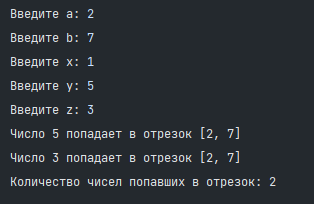 Введите a: 2
Введите b: 7
Введите x: 1
Введите y: 5
Введите z: 3
Число 5 попадает в отрезок [2, 7]
Число 3 попадает в отрезок [2, 7]
Количество чисел попавших в отрезок: 2